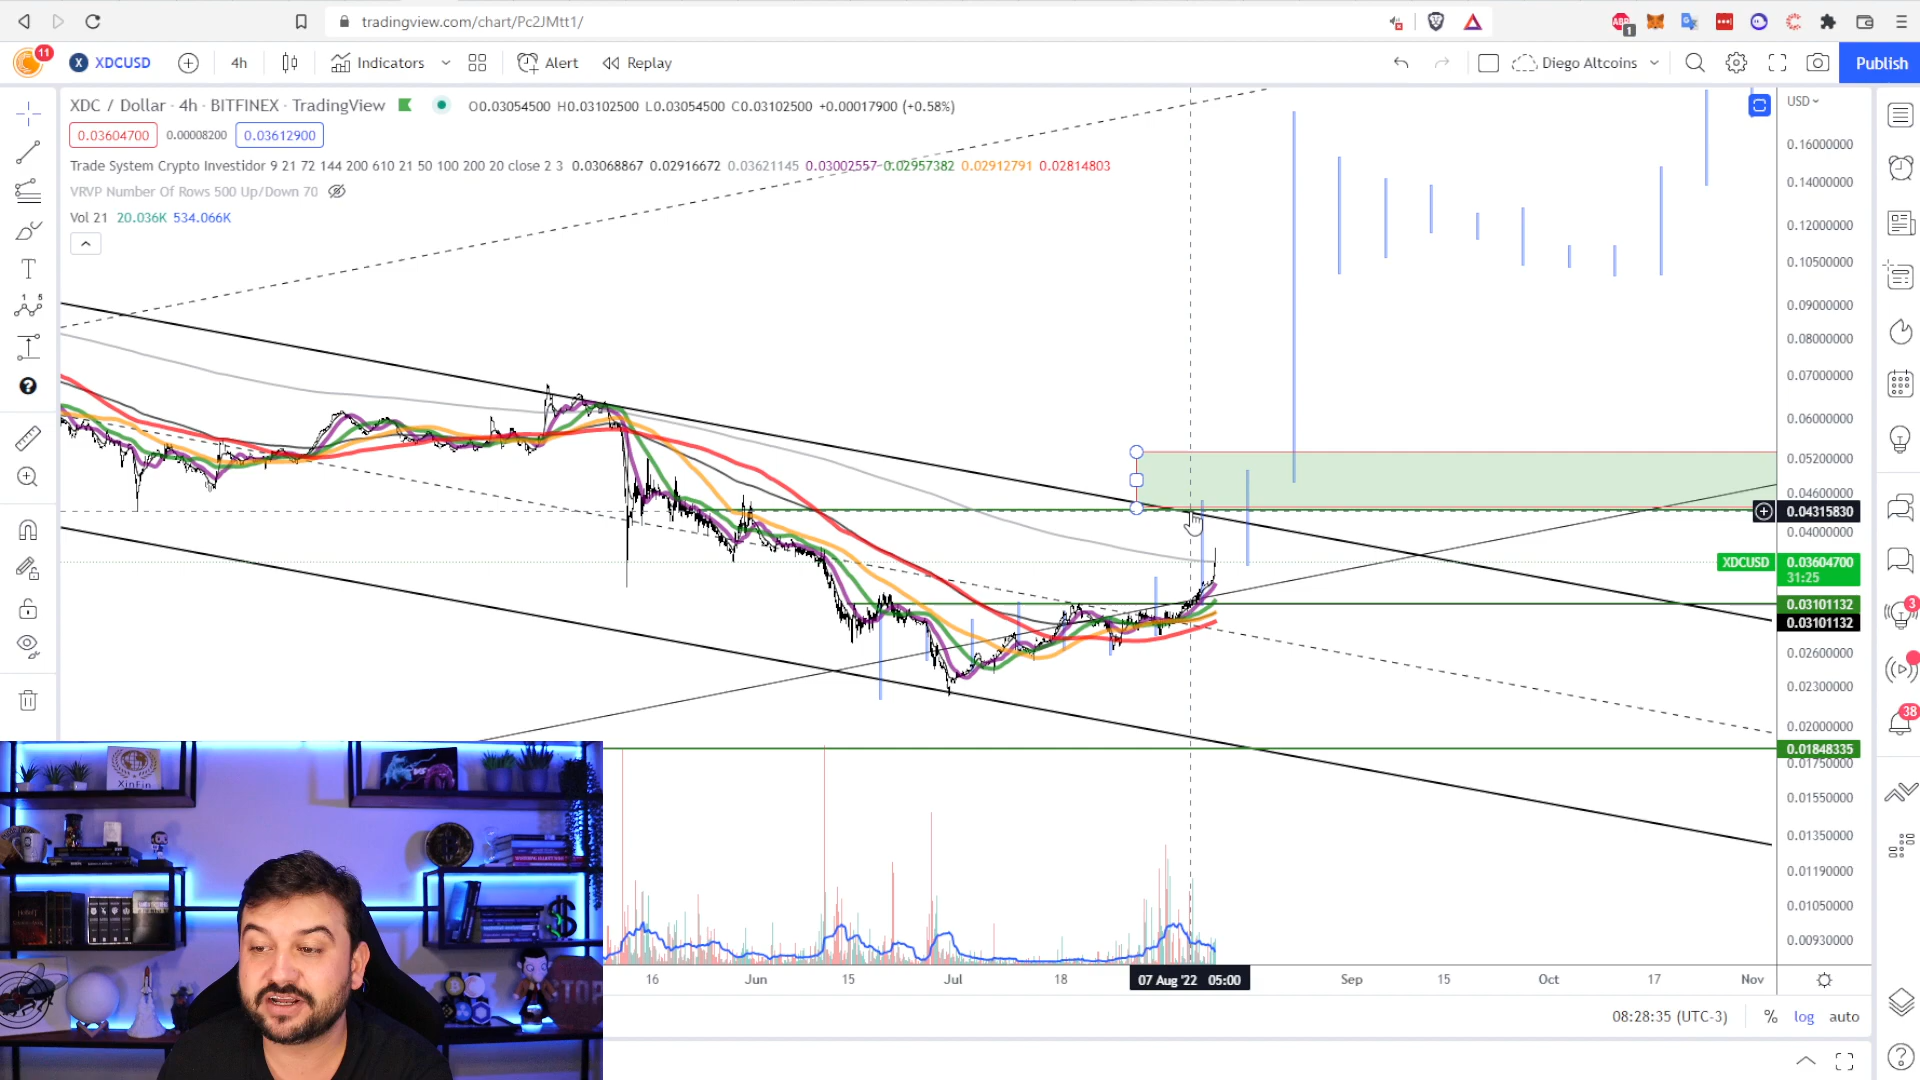 tradingview.com/chart/Pc2JMtt1/
ABP
1
11
XDCUSD
4h
Indicators
Alert
Replay
Diego Altcoins
Publish
XDC / Dollar · 4h · BITFINEX · TradingView
O0.03054500 H0.03102500 L0.03054500 C0.03102500 +0.00017900 (+0.58%)
USD
0.03604700
0.00008200
0.03612900
Trade System Crypto Investidor 9 21 72 144 200 610 21 50 100 200 20 close 2 3 0.03068867 0.02916672 0.03621145 0.03002557 0.02957382 0.02912791 0.02814803
VRVP Number Of Rows 500 Up/Down 70
Vol 21 20.036K 534.066K
0.16000000
0.14000000
0.12000000
0.10500000
0.09000000
0.08000000
0.07000000
0.06000000
0.05200000
0.04600000
0.04315830
0.04000000
XDCUSD
0.03604700
31:25
0.03101132
0.03101132
0.02600000
0.02300000
0.02000000
0.01848335
0.01750000
0.01550000
0.01350000
0.01190000
0.01050000
0.00930000
3
38
XinFin
16
Jun
15
Jul
18
07 Aug '22 05:00
Sep
15
Oct
17
Nov
08:28:35 (UTC-3)
%
log
auto